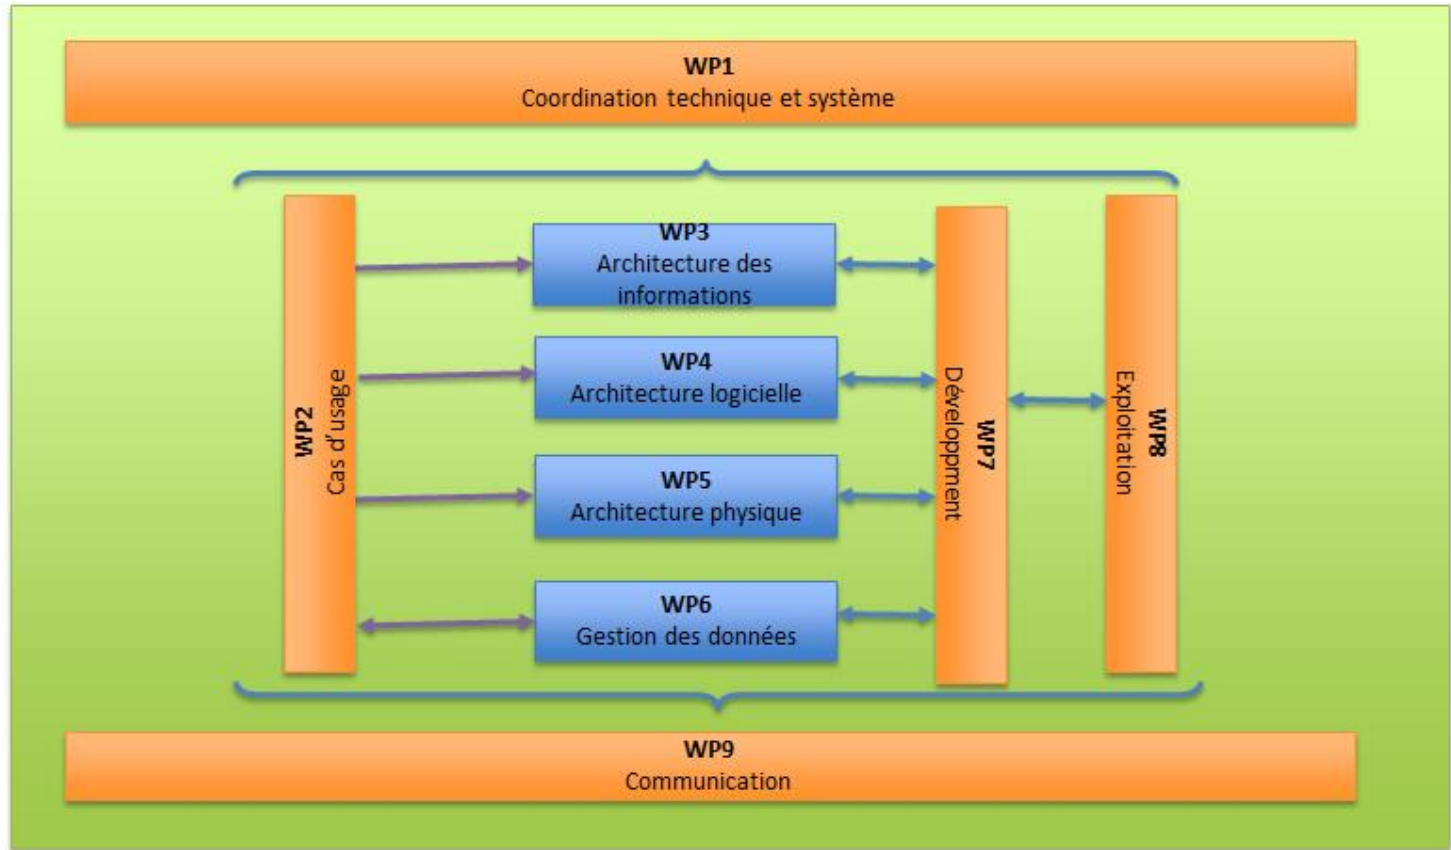 WP1
Coordination technique et système
WP2
Cas d'usage
WP3
Architecture des
informations
WP4
Architecture logicielle
WP5
Architecture physique
WP6
Gestion des données
WP7
Développment
WP8
Exploitation
WP9
Communication